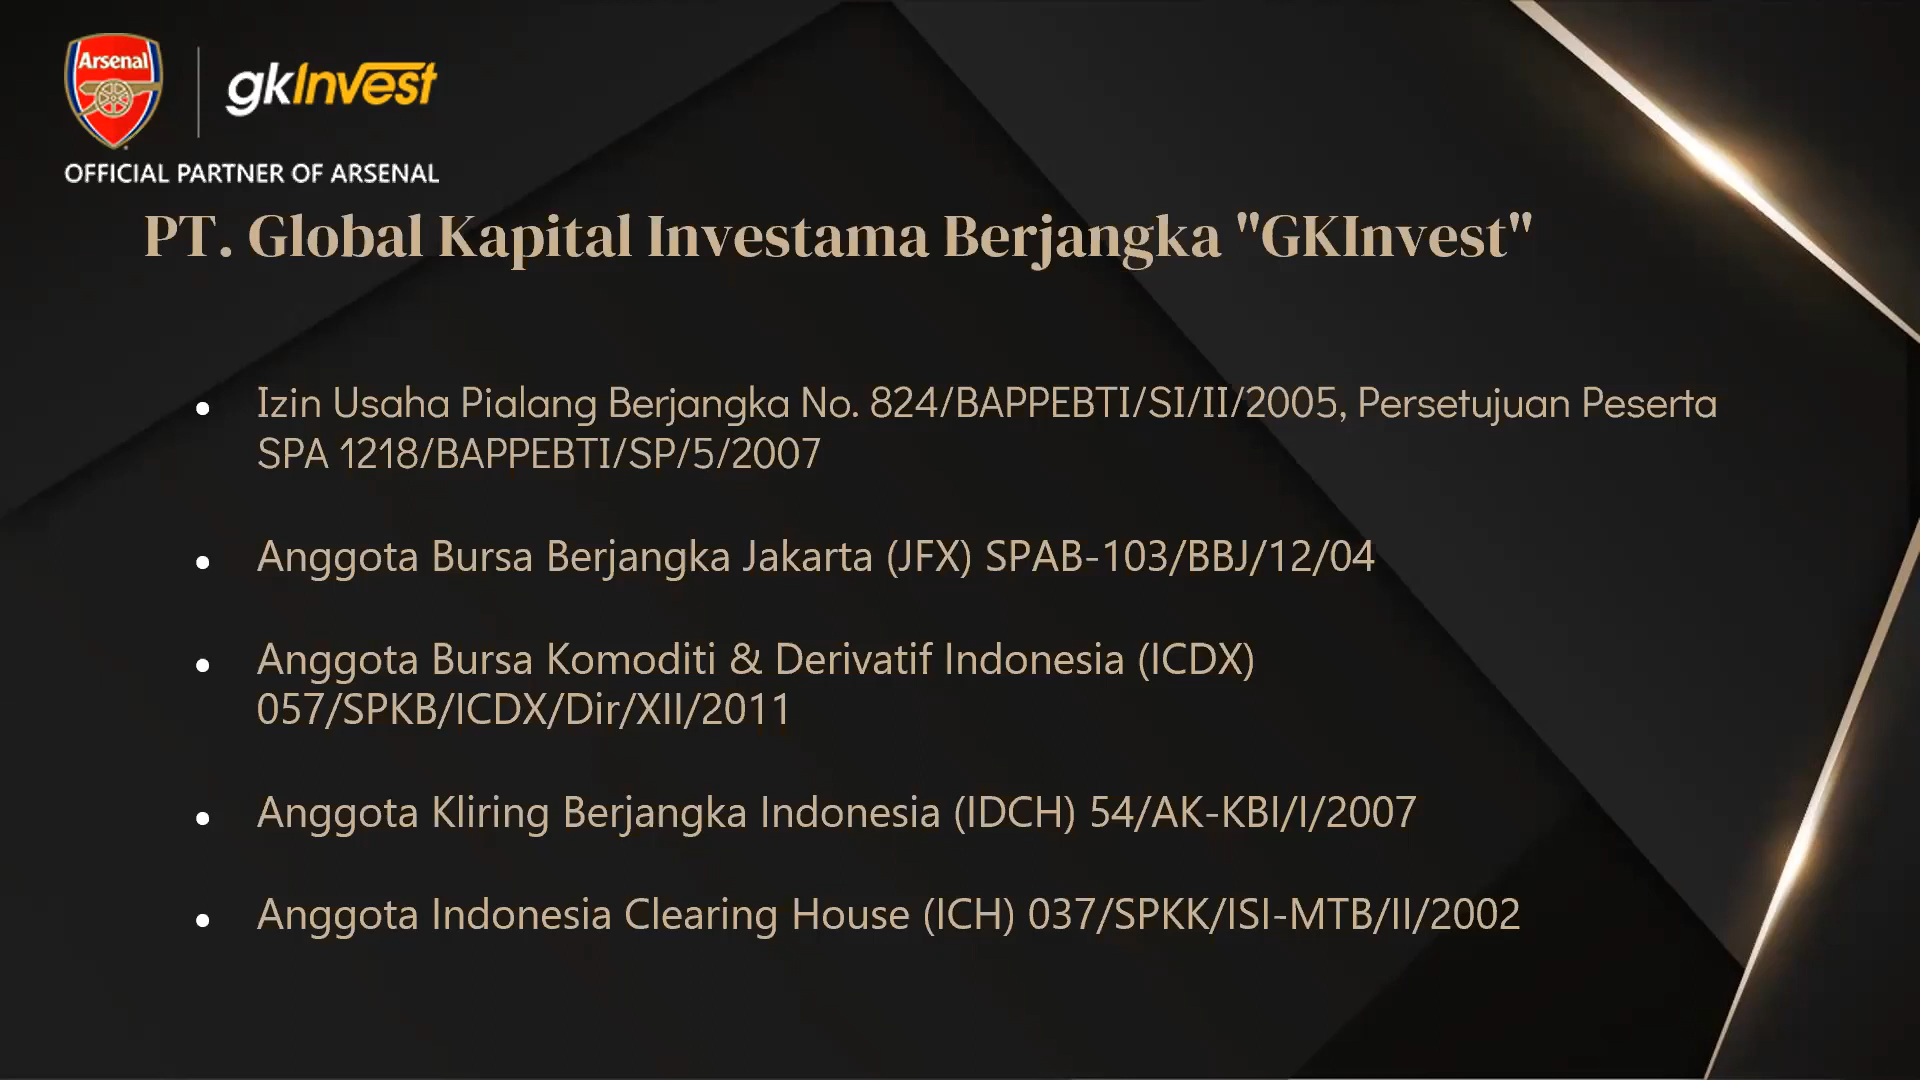 Arsenal
gkInvest
OFFICIAL PARTNER OF ARSENAL
PT. Global Kapital Investama Berjangka "GKInvest"
• Izin Usaha Pialang Berjangka No. 824/BAPPEBTI/SI/II/2005, Persetujuan Peserta
SPA 1218/BAPPEBTI/SP/5/2007
• Anggota Bursa Berjangka Jakarta (JFX) SPAB-103/BBJ/12/04
• Anggota Bursa Komoditi & Derivatif Indonesia (ICDX)
057/SPKB/ICDX/Dir/XII/2011
• Anggota Kliring Berjangka Indonesia (IDCH) 54/AK-KBI/I/2007
• Anggota Indonesia Clearing House (ICH) 037/SPKK/ISI-MTB/II/2002